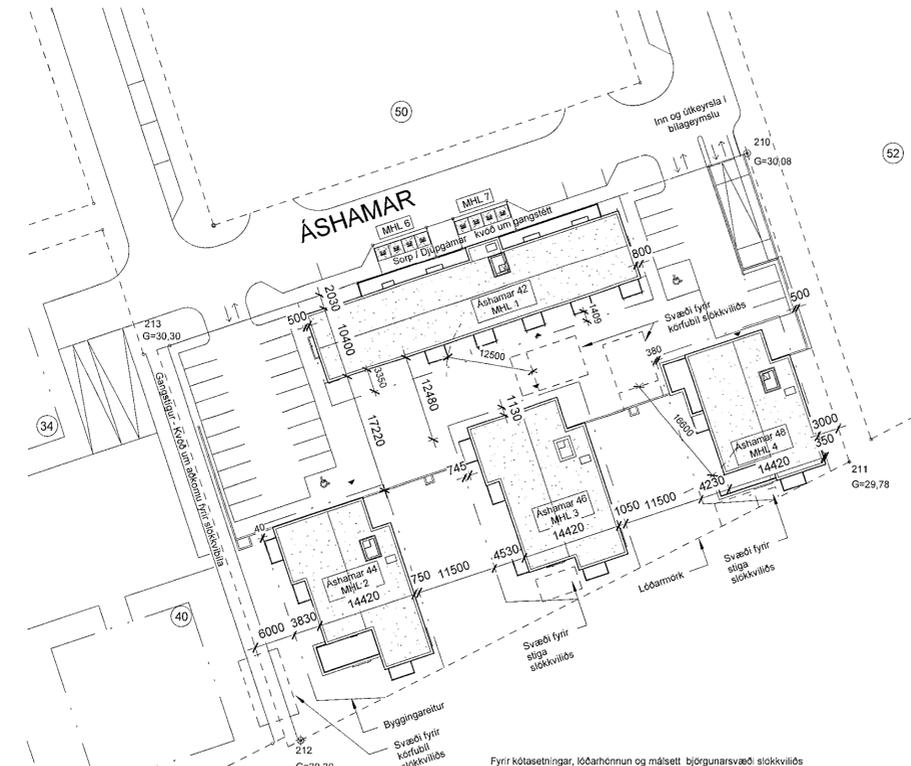 50
Inn og útkeyrsla í
bílageymslu
210
G=30,08
52
ÁSHAMAR
MHL 6
MHL 7
Sorp / Djúpgámar
kvöð um gangstétt
800
Áshamar 42
MHL 1
2030
500
10400
1409
Svæði fyrir
körfubíl slökkviliðs
500
213
G=30,30
12500
380
3350
12480
17220
1130
16600
34
Gangstígur - Kvöð um aðkomu fyrir slökkvibíla
745
Áshamar 48
MHL 4
14420
3000
350
4230
211
G=29,78
Áshamar 46
MHL 3
14420
1050
11500
40
4530
Áshamar 44
MHL 2
14420
750
11500
Lóðarmörk
Svæði fyrir
stiga
slökkviliðs
40
6000
3830
Svæði fyrir
stiga
slökkviliðs
Byggingareitur
Svæði fyrir
körfubíl
slökkviliðs
212
Fyrir kótasetningar, lóðarhönnun og málsett björgunarsvæði slökkviliðs